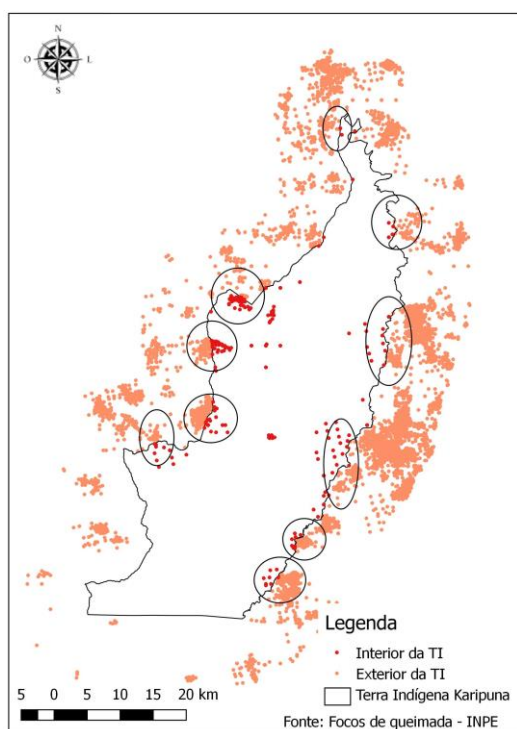 N
O L
S
Legenda
Interior da TI
Exterior da TI
Terra Indígena Karipuna
5 0 5 10 15 20 km
Fonte: Focos de queimada - INPE